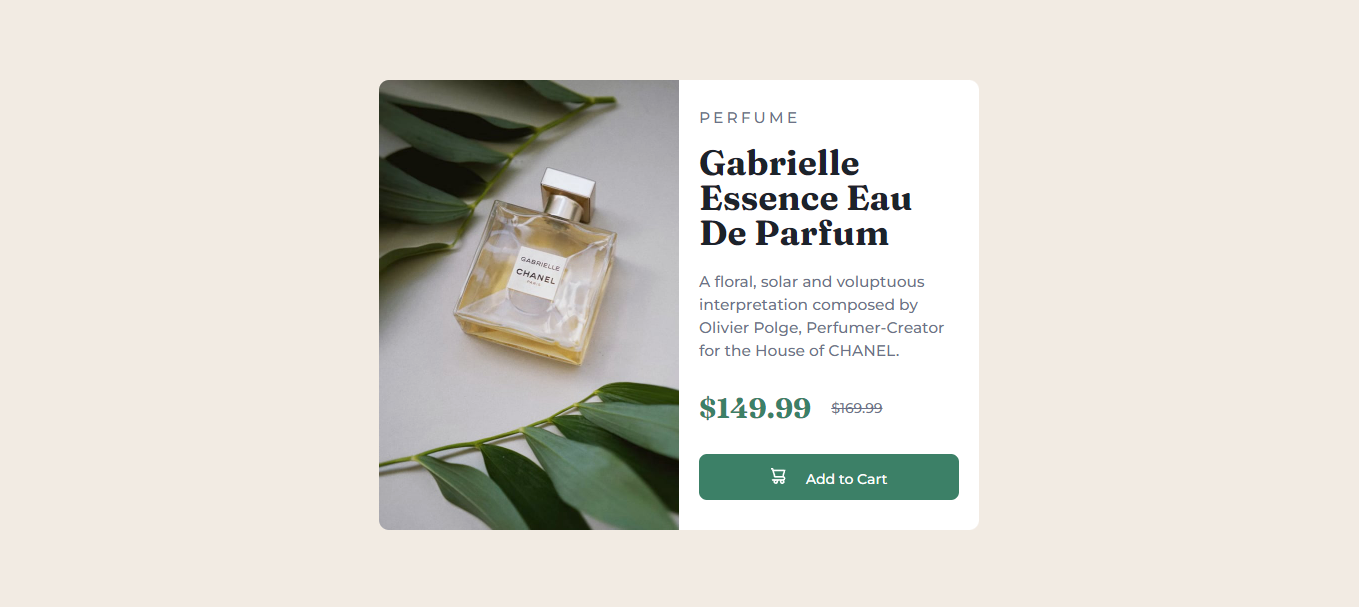 GABRIELLE
CHANEL
PARIS
PERFUME
Gabrielle
Essence Eau
De Parfum
A floral, solar and voluptuous
interpretation composed by
Olivier Polge, Perfumer-Creator
for the House of CHANEL.
$149.99 $169.99
Add to Cart